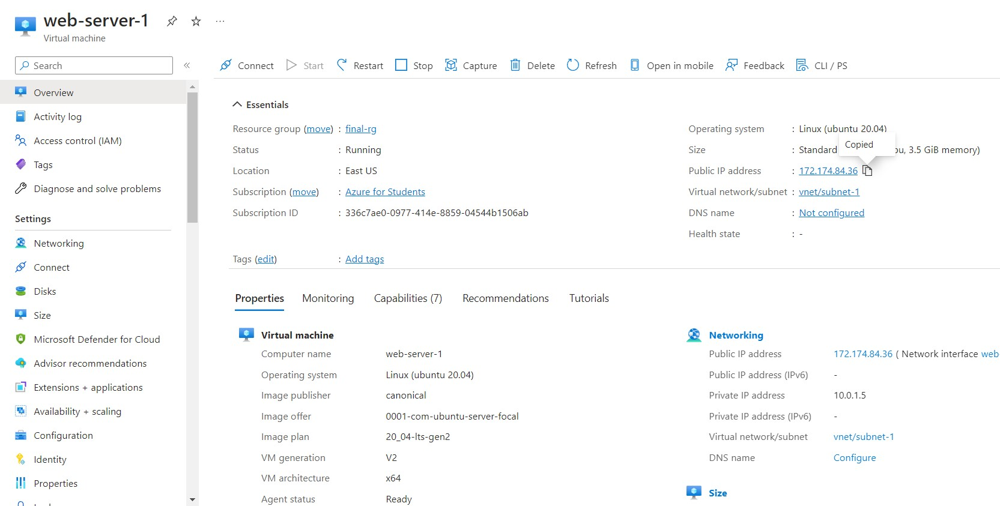 web-server-1 ...
Virtual machine
Search «
Overview
Activity log
Access control (IAM)
Tags
Diagnose and solve problems
Settings
Networking
Connect
Disks
Size
Microsoft Defender for Cloud
Advisor recommendations
Extensions + applications
Availability + scaling
Configuration
Identity
Properties
Connect Start Restart Stop Capture Delete Refresh Open in mobile Feedback CLI / PS
Essentials
Resource group (move) : final-rg
Status : Running
Location : East US
Subscription (move) : Azure for Students
Subscription ID : 336c7ae0-0977-414e-8859-04544b1506ab
Tags (edit) : Add tags
Operating system : Linux (ubuntu 20.04)
Copied
Size : Standard , 3.5 GiB memory)
Public IP address : 172.174.84.36
Virtual network/subnet : vnet/subnet-1
DNS name : Not configured
Health state : -
Properties Monitoring Capabilities (7) Recommendations Tutorials
Virtual machine
Computer name web-server-1
Operating system Linux (ubuntu 20.04)
Image publisher canonical
Image offer 0001-com-ubuntu-server-focal
Image plan 20_04-lts-gen2
VM generation V2
VM architecture x64
Agent status Ready
Networking
Public IP address 172.174.84.36 ( Network interface web
Public IP address (IPv6) -
Private IP address 10.0.1.5
Private IP address (IPv6) -
Virtual network/subnet vnet/subnet-1
DNS name Configure
Size